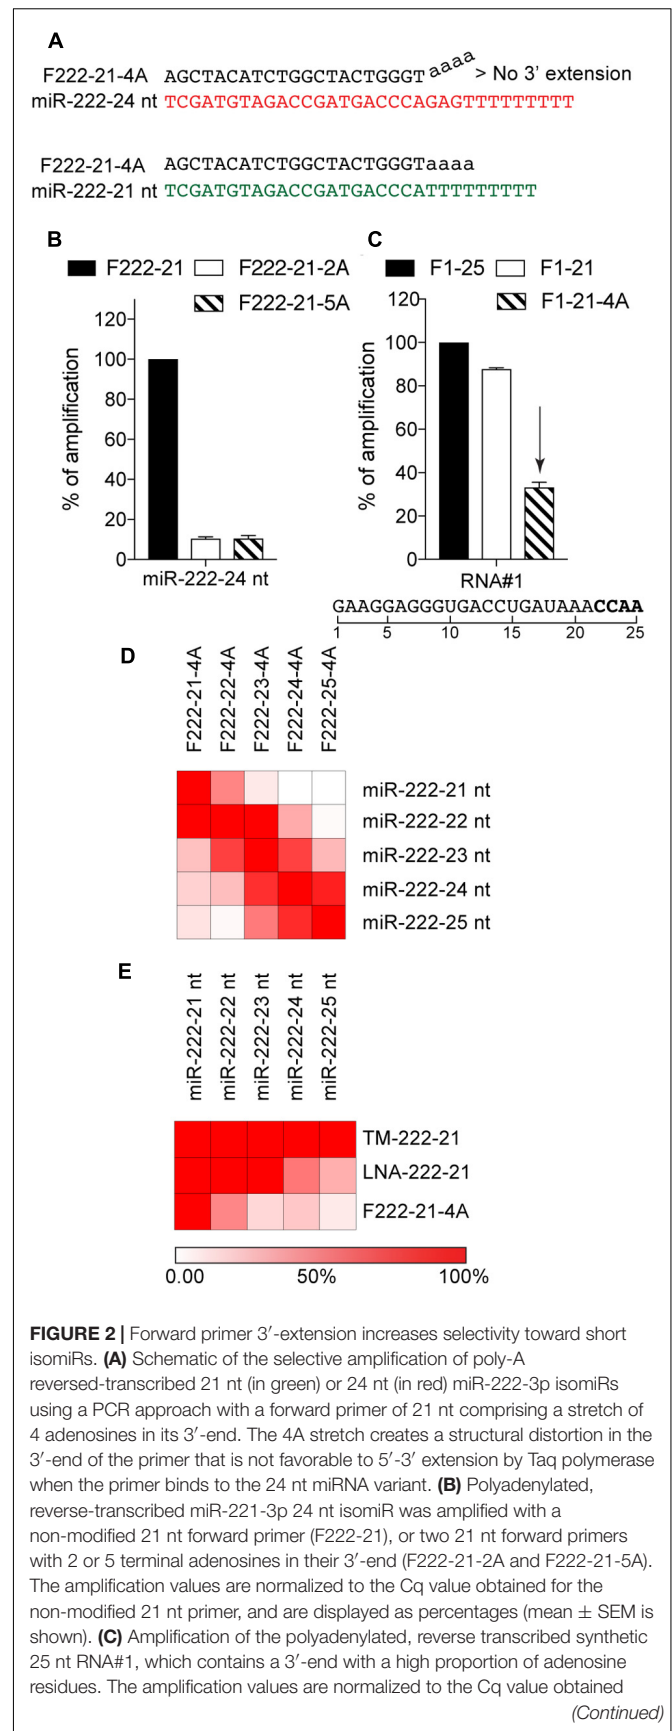 A
F222-21-4A AGCTACATCTGGCTACTGGGTaaaa > No 3’ extension
miR-222-24 nt TCGATGTAGACCGATGACCCAGAGTTTTTTTTT
F222-21-4A AGCTACATCTGGCTACTGGGTaaaa
miR-222-21 nt TCGATGTAGACCGATGACCCATTTTTTTTT
B
F222-21 F222-21-2A
F222-21-5A
% of amplification
120
100
80
60
40
20
0
miR-222-24 nt
C
F1-25 F1-21
F1-21-4A
% of amplification
120
100
80
60
40
20
0
RNA#1
GAAGGAGGGUGACCUGAUAAACCAA
1 5 10 15 20 25
D
F222-21-4A
F222-22-4A
F222-23-4A
F222-24-4A
F222-25-4A
miR-222-21 nt
miR-222-22 nt
miR-222-23 nt
miR-222-24 nt
miR-222-25 nt
E
miR-222-21 nt
miR-222-22 nt
miR-222-23 nt
miR-222-24 nt
miR-222-25 nt
TM-222-21
LNA-222-21
F222-21-4A
0.00 50% 100%
FIGURE 2 | Forward primer 3′-extension increases selectivity toward short
isomiRs. (A) Schematic of the selective amplification of poly-A
reversed-transcribed 21 nt (in green) or 24 nt (in red) miR-222-3p isomiRs
using a PCR approach with a forward primer of 21 nt comprising a stretch of
4 adenosines in its 3′-end. The 4A stretch creates a structural distortion in the
3′-end of the primer that is not favorable to 5′-3′ extension by Taq polymerase
when the primer binds to the 24 nt miRNA variant. (B) Polyadenylated,
reverse-transcribed miR-221-3p 24 nt isomiR was amplified with a
non-modified 21 nt forward primer (F222-21), or two 21 nt forward primers
with 2 or 5 terminal adenosines in their 3′-end (F222-21-2A and F222-21-5A).
The amplification values are normalized to the Cq value obtained for the
non-modified 21 nt primer, and are displayed as percentages (mean ± SEM is
shown). (C) Amplification of the polyadenylated, reverse transcribed synthetic
25 nt RNA#1, which contains a 3′-end with a high proportion of adenosine
residues. The amplification values are normalized to the Cq value obtained
(Continued)